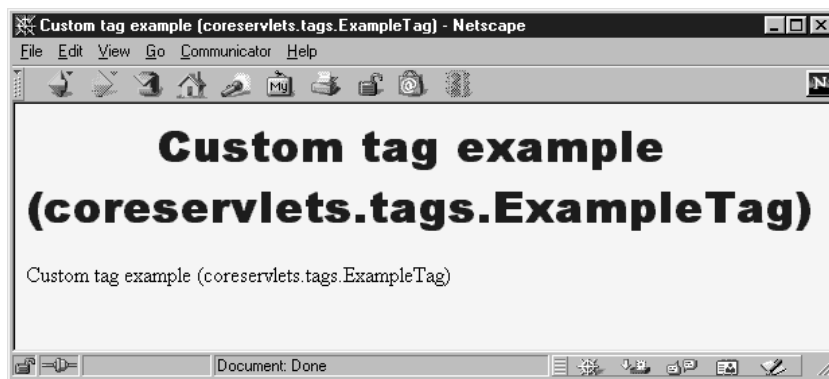 Custom tag example (coreservlets.tags.ExampleTag) - Netscape
File Edit View Go Communicator Help
My
N
Custom tag example
(coreservlets.tags.ExampleTag)
Custom tag example (coreservlets.tags.ExampleTag)
Document: Done